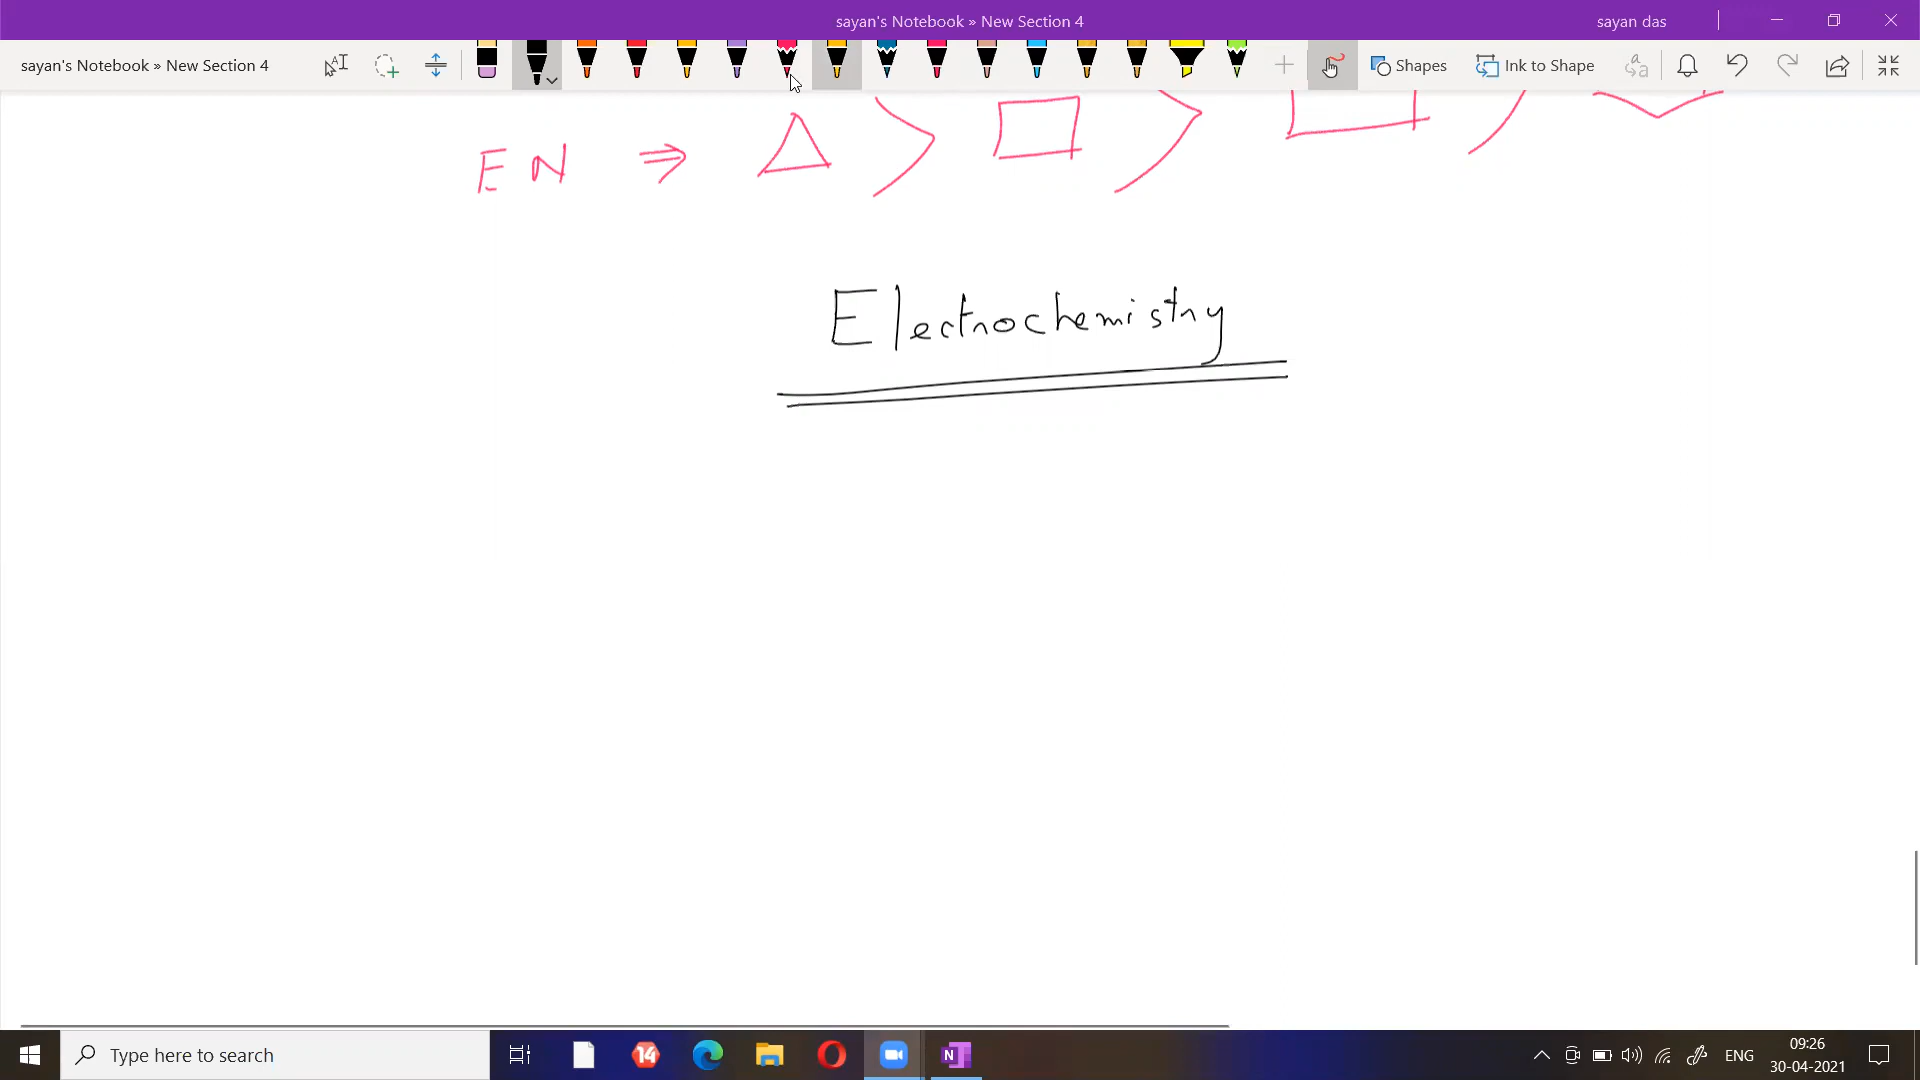 sayan's Notebook » New Section 4
sayan das
sayan's Notebook » New Section 4
Shapes
Ink to Shape
EN ⇒ △ > □ >
Electrochemistry
Type here to search
14
N
ENG
09:26
30-04-2021